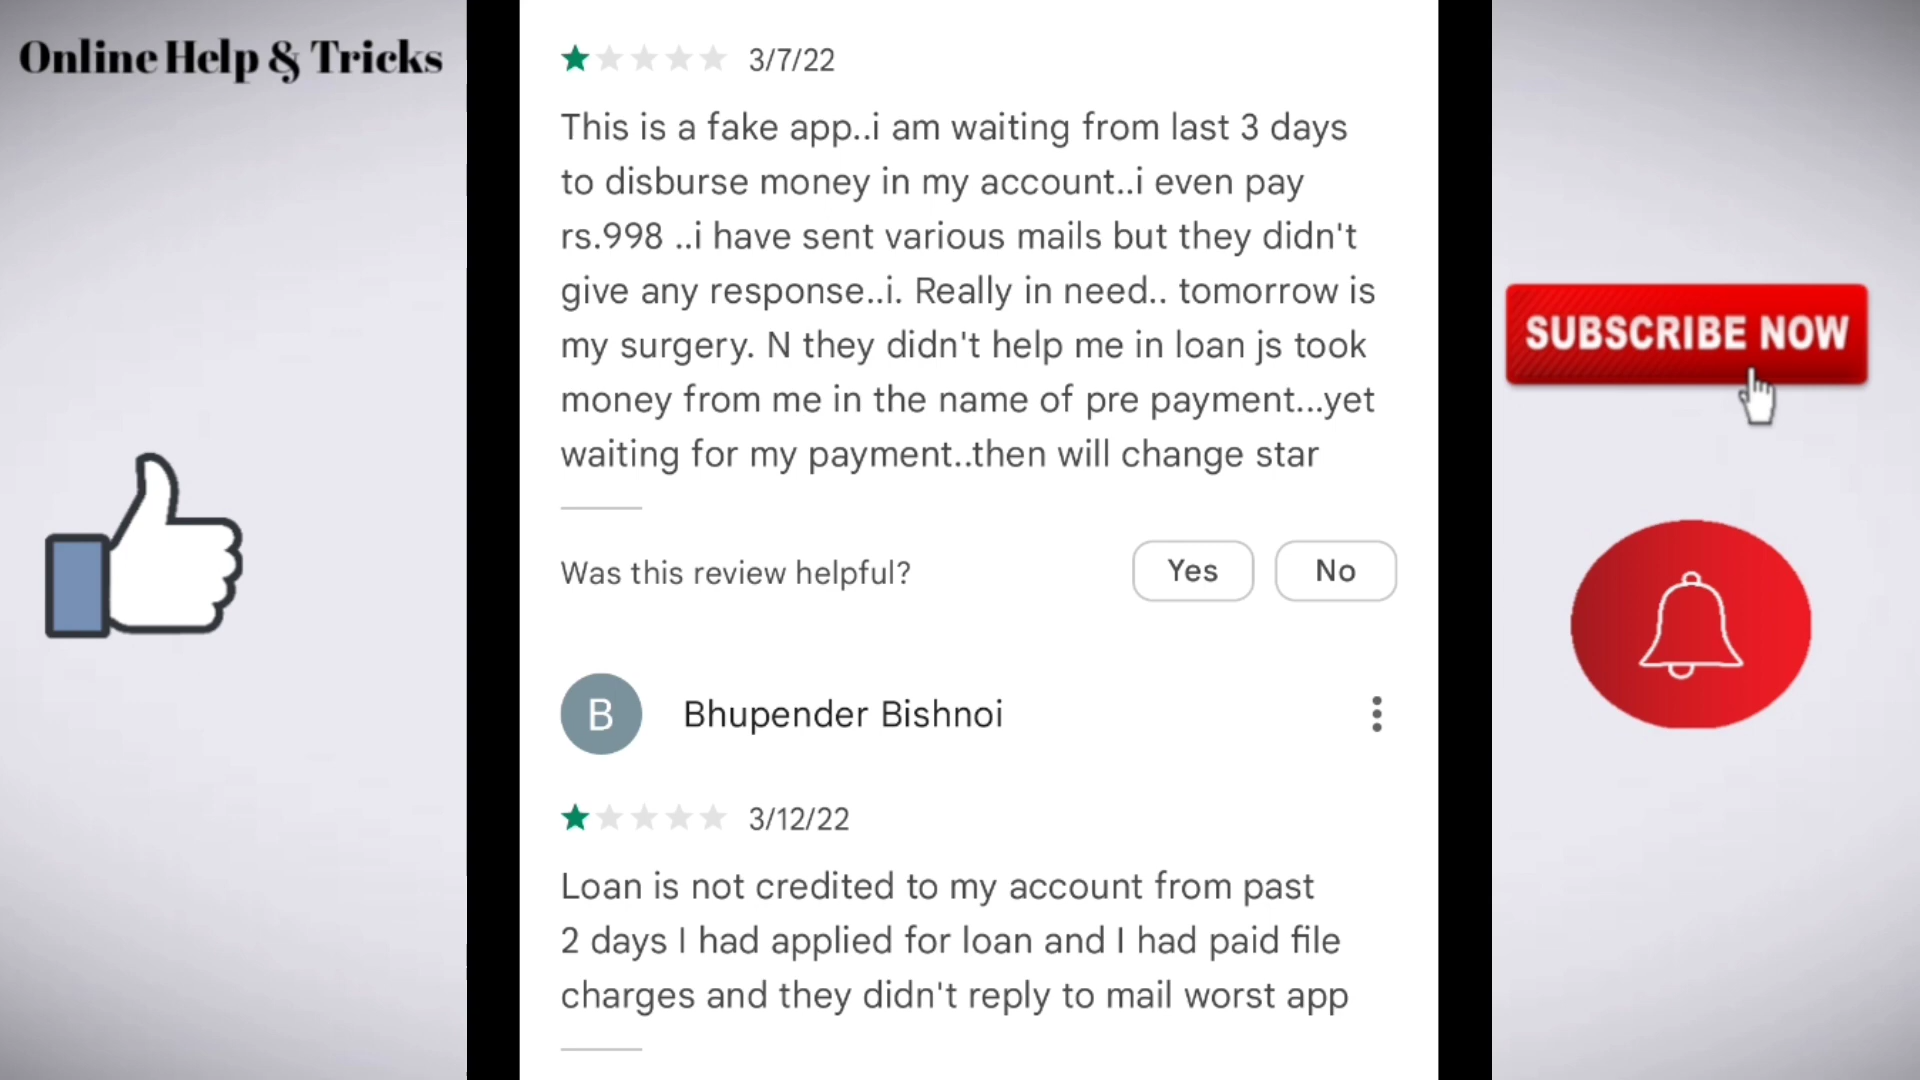 Online Help & Tricks
3/7/22
This is a fake app..i am waiting from last 3 days
to disburse money in my account..i even pay
rs.998 ..i have sent various mails but they didn't
give any response..i. Really in need.. tomorrow is
my surgery. N they didn't help me in loan js took
money from me in the name of pre payment...yet
waiting for my payment..then will change star
Was this review helpful?
Yes
No
B
Bhupender Bishnoi
3/12/22
Loan is not credited to my account from past
2 days I had applied for loan and I had paid file
charges and they didn't reply to mail worst app
SUBSCRIBE NOW